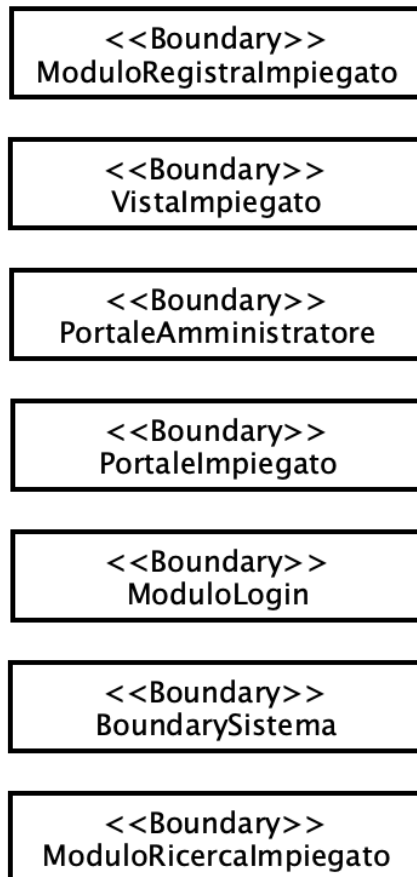 <<Boundary>>
ModuloRegistraImpiegato
<<Boundary>>
VistaImpiegato
<<Boundary>>
PortaleAmministratore
<<Boundary>>
PortaleImpiegato
<<Boundary>>
ModuloLogin
<<Boundary>>
BoundarySistema
<<Boundary>>
ModuloRicercaImpiegato